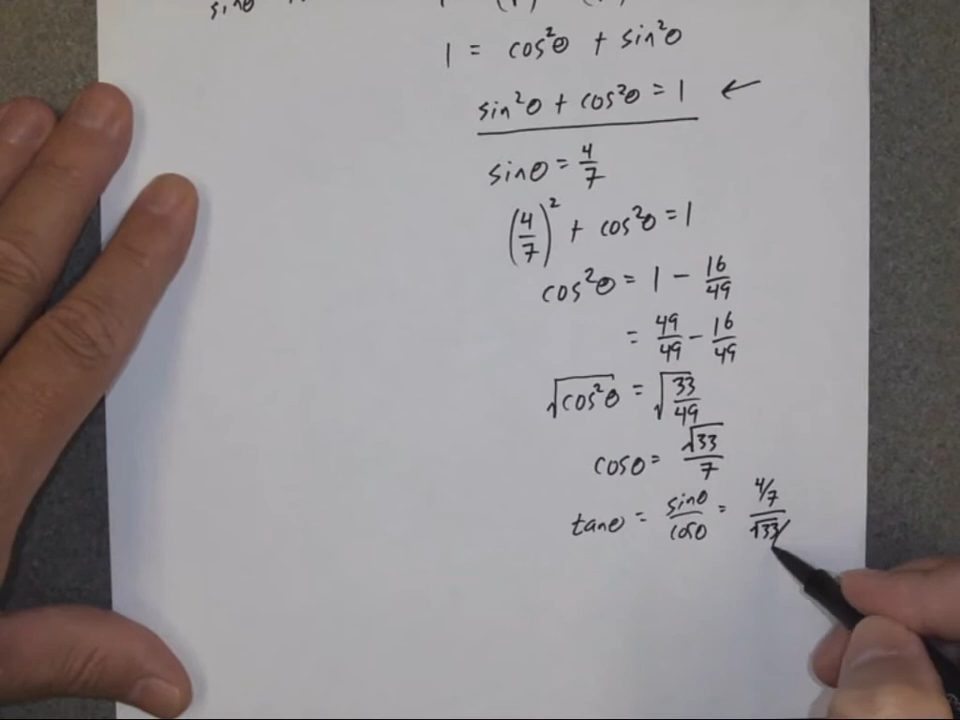 sinθ
1 = cos²θ + sin²θ
sin²θ + cos²θ = 1 ←
sinθ = 4/7
(4/7)² + cos²θ = 1
cos²θ = 1 − 16/49
= 49/49 − 16/49
√cos²θ = √33/49
cosθ = √33/7
tanθ = sinθ/cosθ = 4/7/√33/